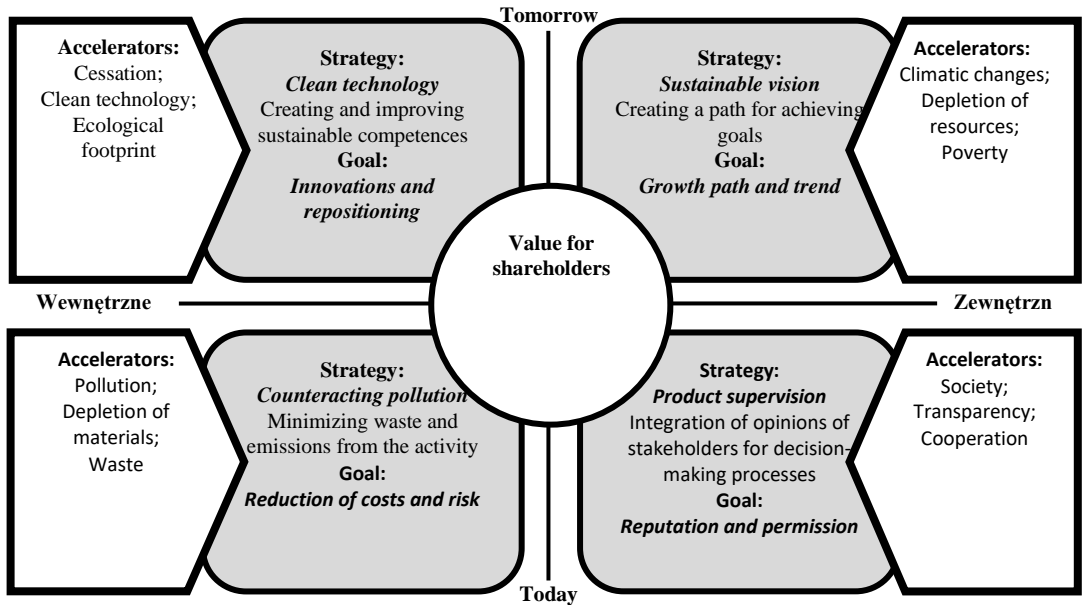 Tomorrow
Accelerators:
Cessation;
Clean technology;
Ecological
footprint
Strategy:
Clean technology
Creating and improving
sustainable competences
Goal:
Innovations and
repositioning
Strategy:
Sustainable vision
Creating a path for achieving
goals
Goal:
Growth path and trend
Accelerators:
Climatic changes;
Depletion of
resources;
Poverty
Value for
shareholders
Wewnętrzne
Zewnętrzn
Accelerators:
Pollution;
Depletion of
materials;
Waste
Strategy:
Counteracting pollution
Minimizing waste and
emissions from the activity
Goal:
Reduction of costs and risk
Strategy:
Product supervision
Integration of opinions of
stakeholders for decision-
making processes
Goal:
Reputation and permission
Accelerators:
Society;
Transparency;
Cooperation
Today